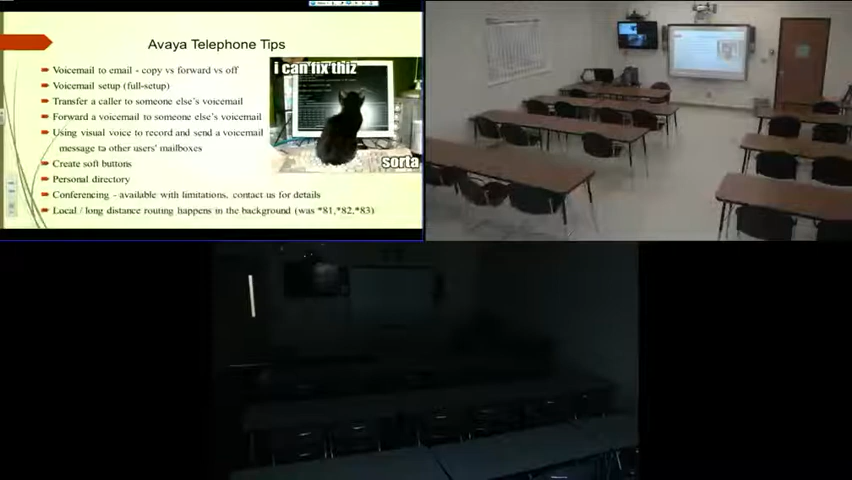 Avaya Telephone Tips
Voicemail to email - copy vs forward vs off
Voicemail setup (full-setup)
Transfer a caller to someone else's voicemail
Forward a voicemail to someone else's voicemail
Using visual voice to record and send a voicemail
message to other users' mailboxes
Create soft buttons
Personal directory
Conferencing - available with limitations, contact us for details
Local / long distance routing happens in the background (was *81,*82,*83)
i can fix thiz
sorta